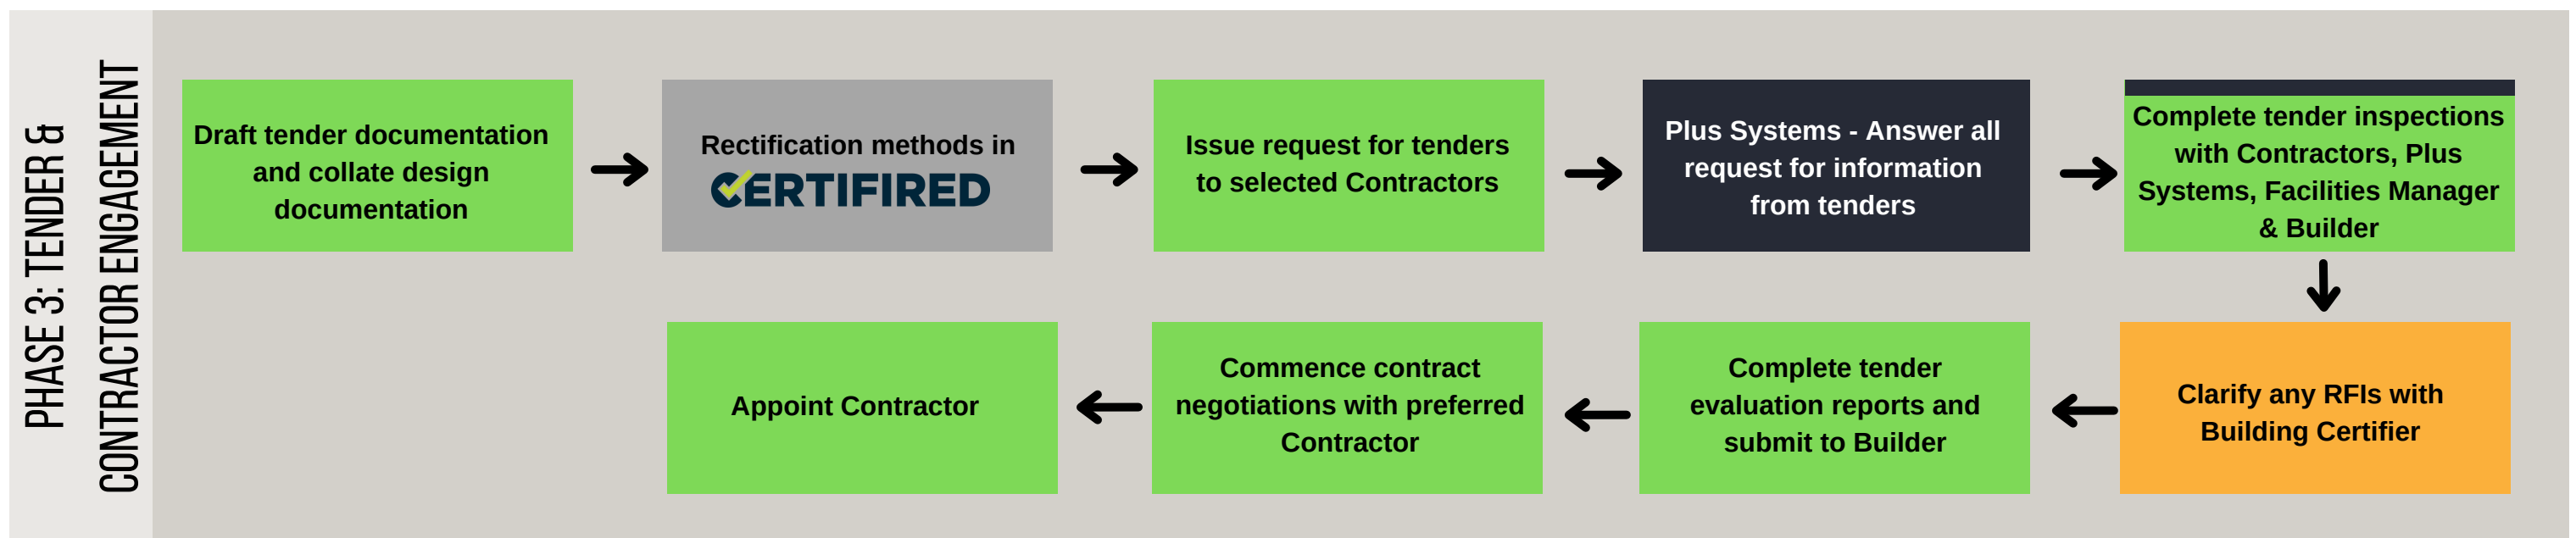 PHASE 3: TENDER &
CONTRACTOR ENGAGEMENT
Draft tender documentation
and collate design
documentation
Rectification methods in
CERTIFIRED
Issue request for tenders
to selected Contractors
Plus Systems - Answer all
request for information
from tenders
Complete tender inspections
with Contractors, Plus
Systems, Facilities Manager
& Builder
Clarify any RFIs with
Building Certifier
Complete tender
evaluation reports and
submit to Builder
Commence contract
negotiations with preferred
Contractor
Appoint Contractor